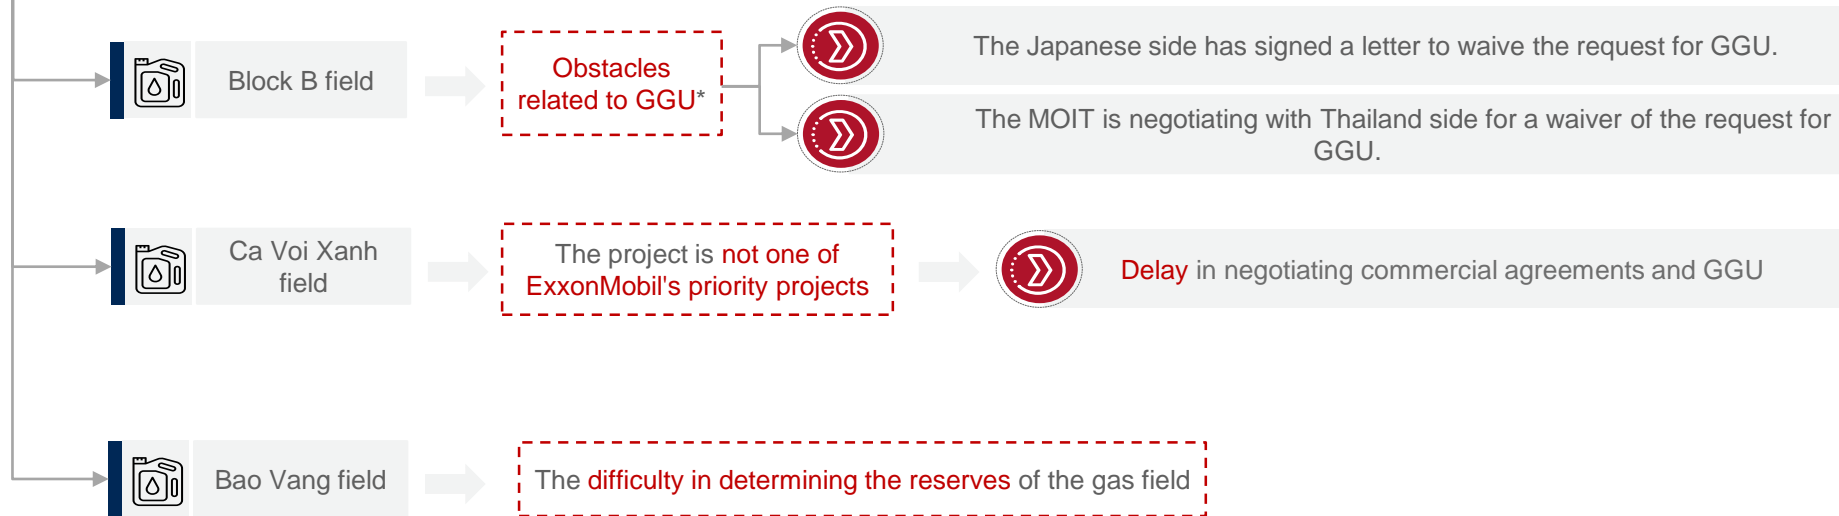 The Japanese side has signed a letter to waive the request for GGU.
Block B field
Obstacles
related to GGU*
The MOIT is negotiating with Thailand side for a waiver of the request for
GGU.
Ca Voi Xanh
field
The project is not one of
ExxonMobil's priority projects
Delay in negotiating commercial agreements and GGU
Bao Vang field
The difficulty in determining the reserves of the gas field